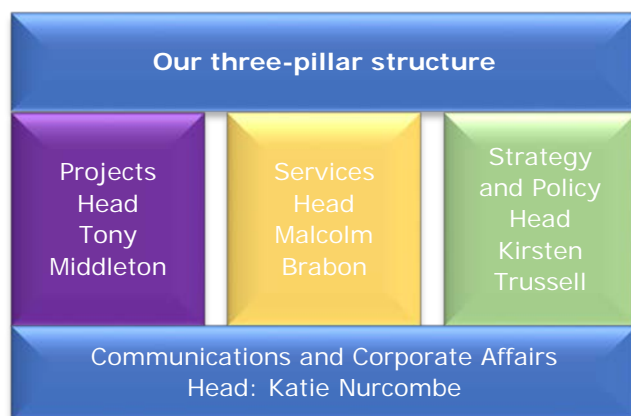 Our three-pillar structure
Projects
Head
Tony
Middleton
Services
Head
Malcolm
Brabon
Strategy
and Policy
Head
Kirsten
Trussell
Communications and Corporate Affairs
Head: Katie Nurcombe